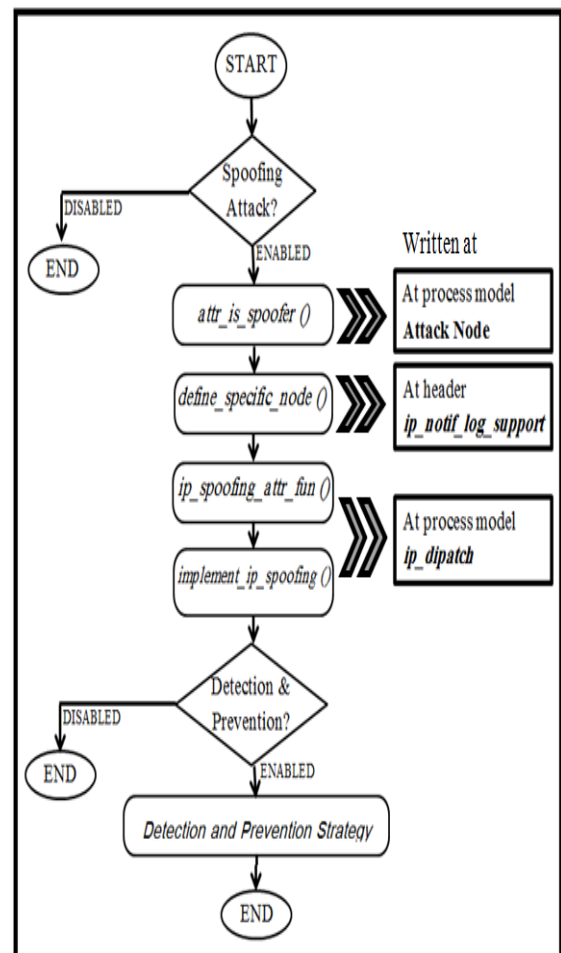 START
Spoofing
Attack?
DISABLED
END
ENABLED
Written at
attr_is_spoofer ()
At process model
Attack Node
define_specific_node ()
At header
ip_notif_log_support
ip_spoofing_attr_fun ()
At process model
ip_dipatch
implement_ip_spoofing ()
Detection &
Prevention?
DISABLED
END
ENABLED
Detection and Prevention Strategy
END